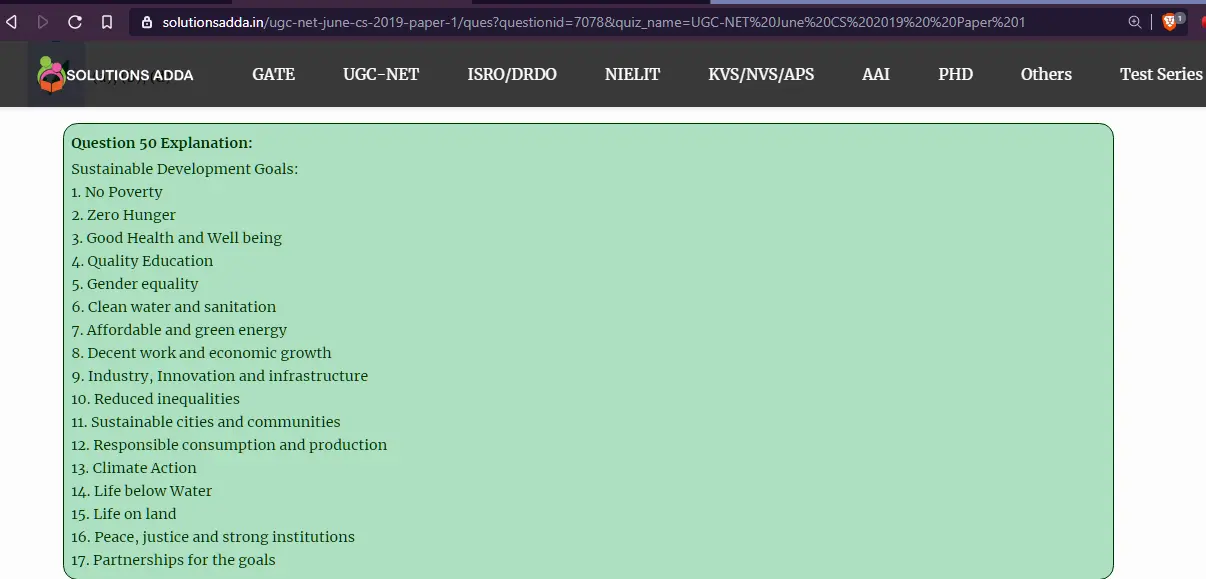 solutionsadda.in/ugc-net-june-cs-2019-paper-1/ques?questionid=7078&quiz_name=UGC-NET%20June%20CS%202019%20%20Paper%201
1
SOLUTIONS ADDA GATE UGC-NET ISRO/DRDO NIELIT KVS/NVS/APS AAI PHD Others Test Series
Question 50 Explanation:
Sustainable Development Goals:
1. No Poverty
2. Zero Hunger
3. Good Health and Well being
4. Quality Education
5. Gender equality
6. Clean water and sanitation
7. Affordable and green energy
8. Decent work and economic growth
9. Industry, Innovation and infrastructure
10. Reduced inequalities
11. Sustainable cities and communities
12. Responsible consumption and production
13. Climate Action
14. Life below Water
15. Life on land
16. Peace, justice and strong institutions
17. Partnerships for the goals